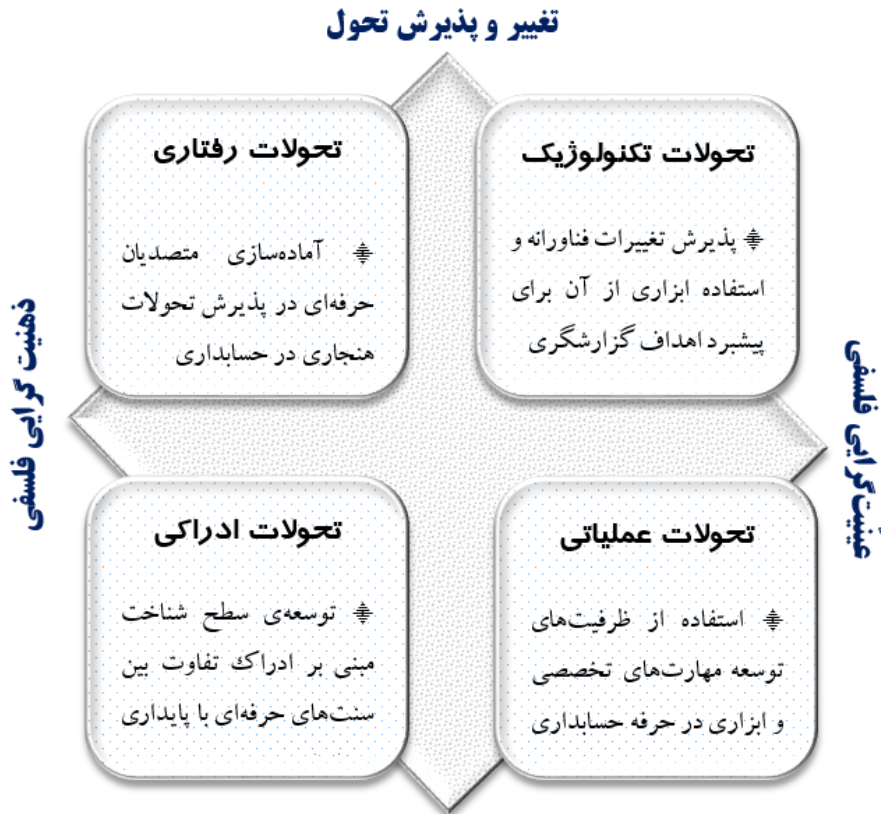 تغییر و پذیرش تحول
تحولات تکنولوژیک
پذیرش تغییرات فناورانه و
استفاده ابزاری از آن برای
پیشبرد اهداف گزارشگری
تحولات رفتاری
آماده‌سازی متصدیان
حرفه‌ای در پذیرش تحولات
هنجاری در حسابداری
عینیت‌گرایی فلسفی
ذهنیت گرایی فلسفی
تحولات عملیاتی
استفاده از ظرفیت‌های
توسعه مهارت‌های تخصصی
و ابزاری در حرفه حسابداری
تحولات ادراکی
توسعه‌ی سطح شناخت
مبنی بر ادراک تفاوت بین
سنت‌های حرفه‌ای با پایداری